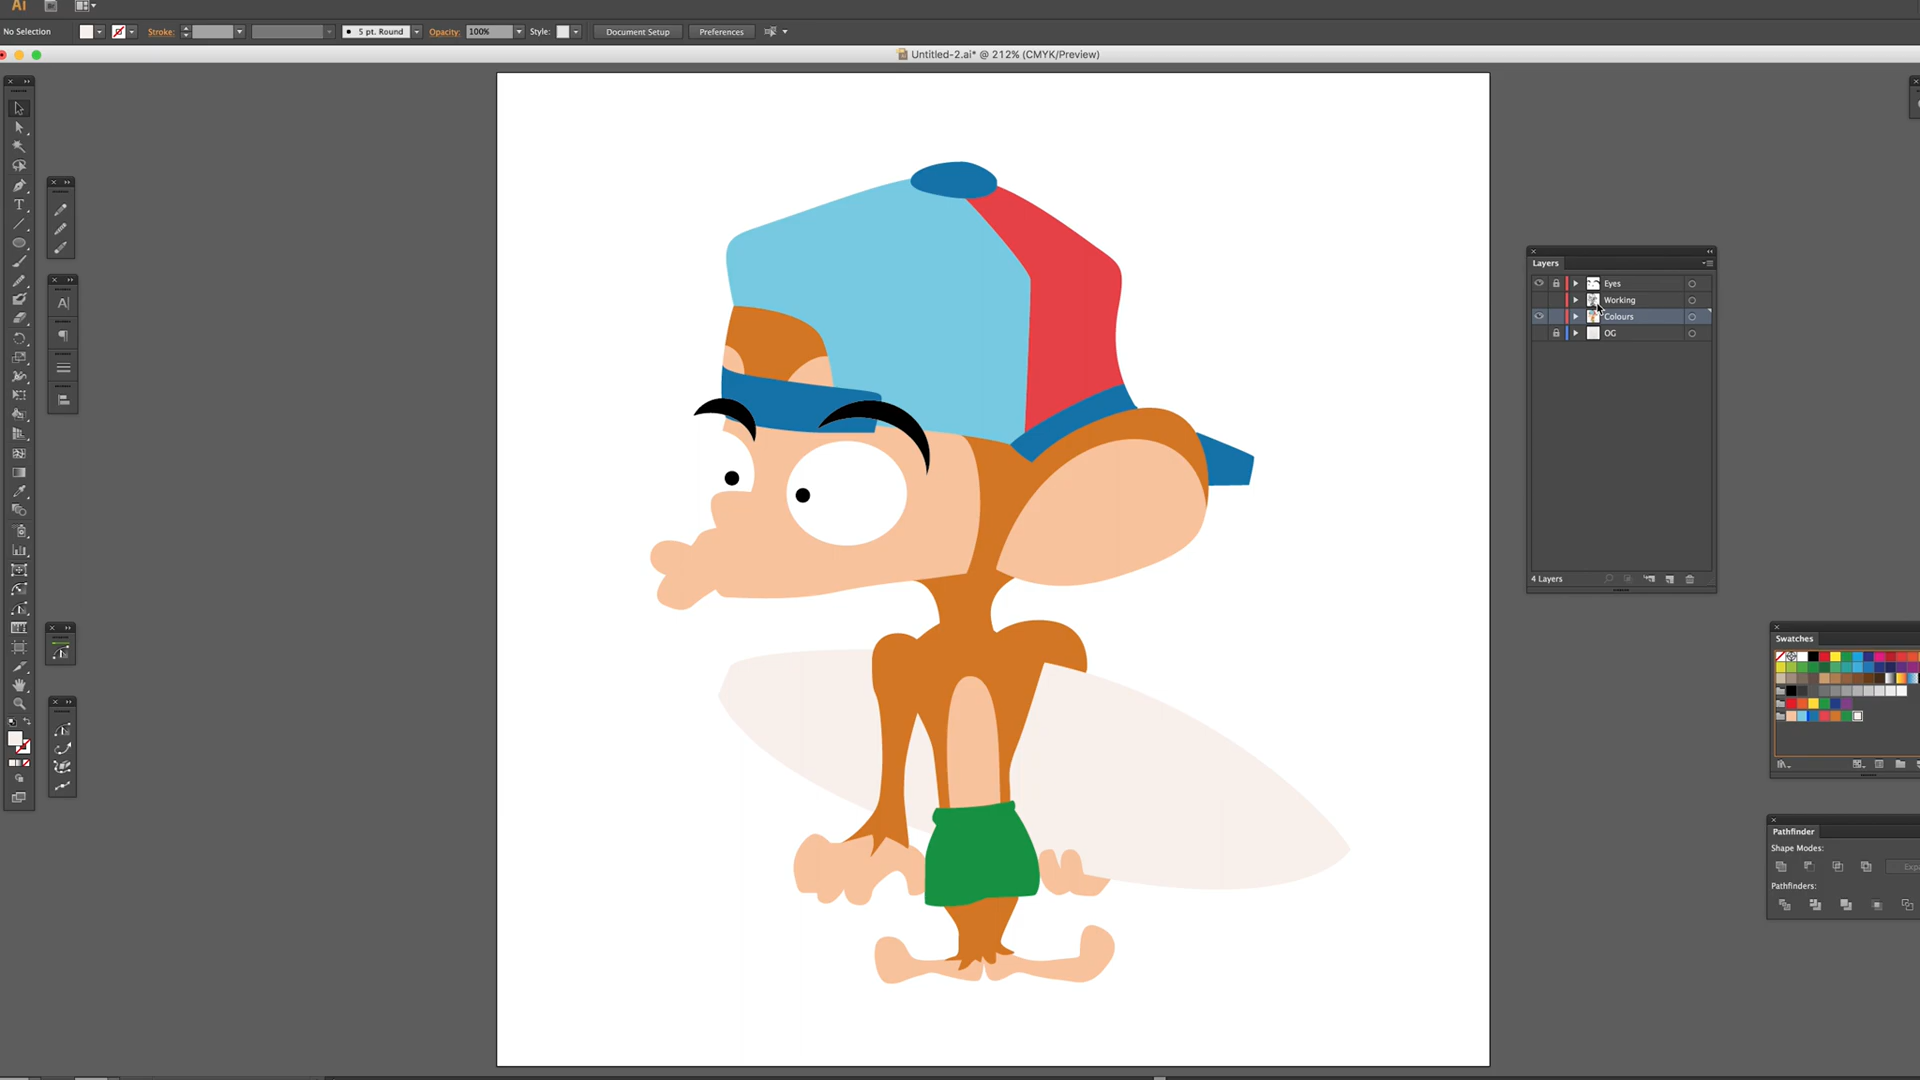 Ai
Br
No Selection
Stroke:
5 pt. Round
Opacity:
100%
Style:
Document Setup
Preferences
Untitled-2.ai* @ 212% (CMYK/Preview)
T
A
Layers
Eyes
Working
Colours
OG
4 Layers
Swatches
Pathfinder
Shape Modes:
Pathfinders: